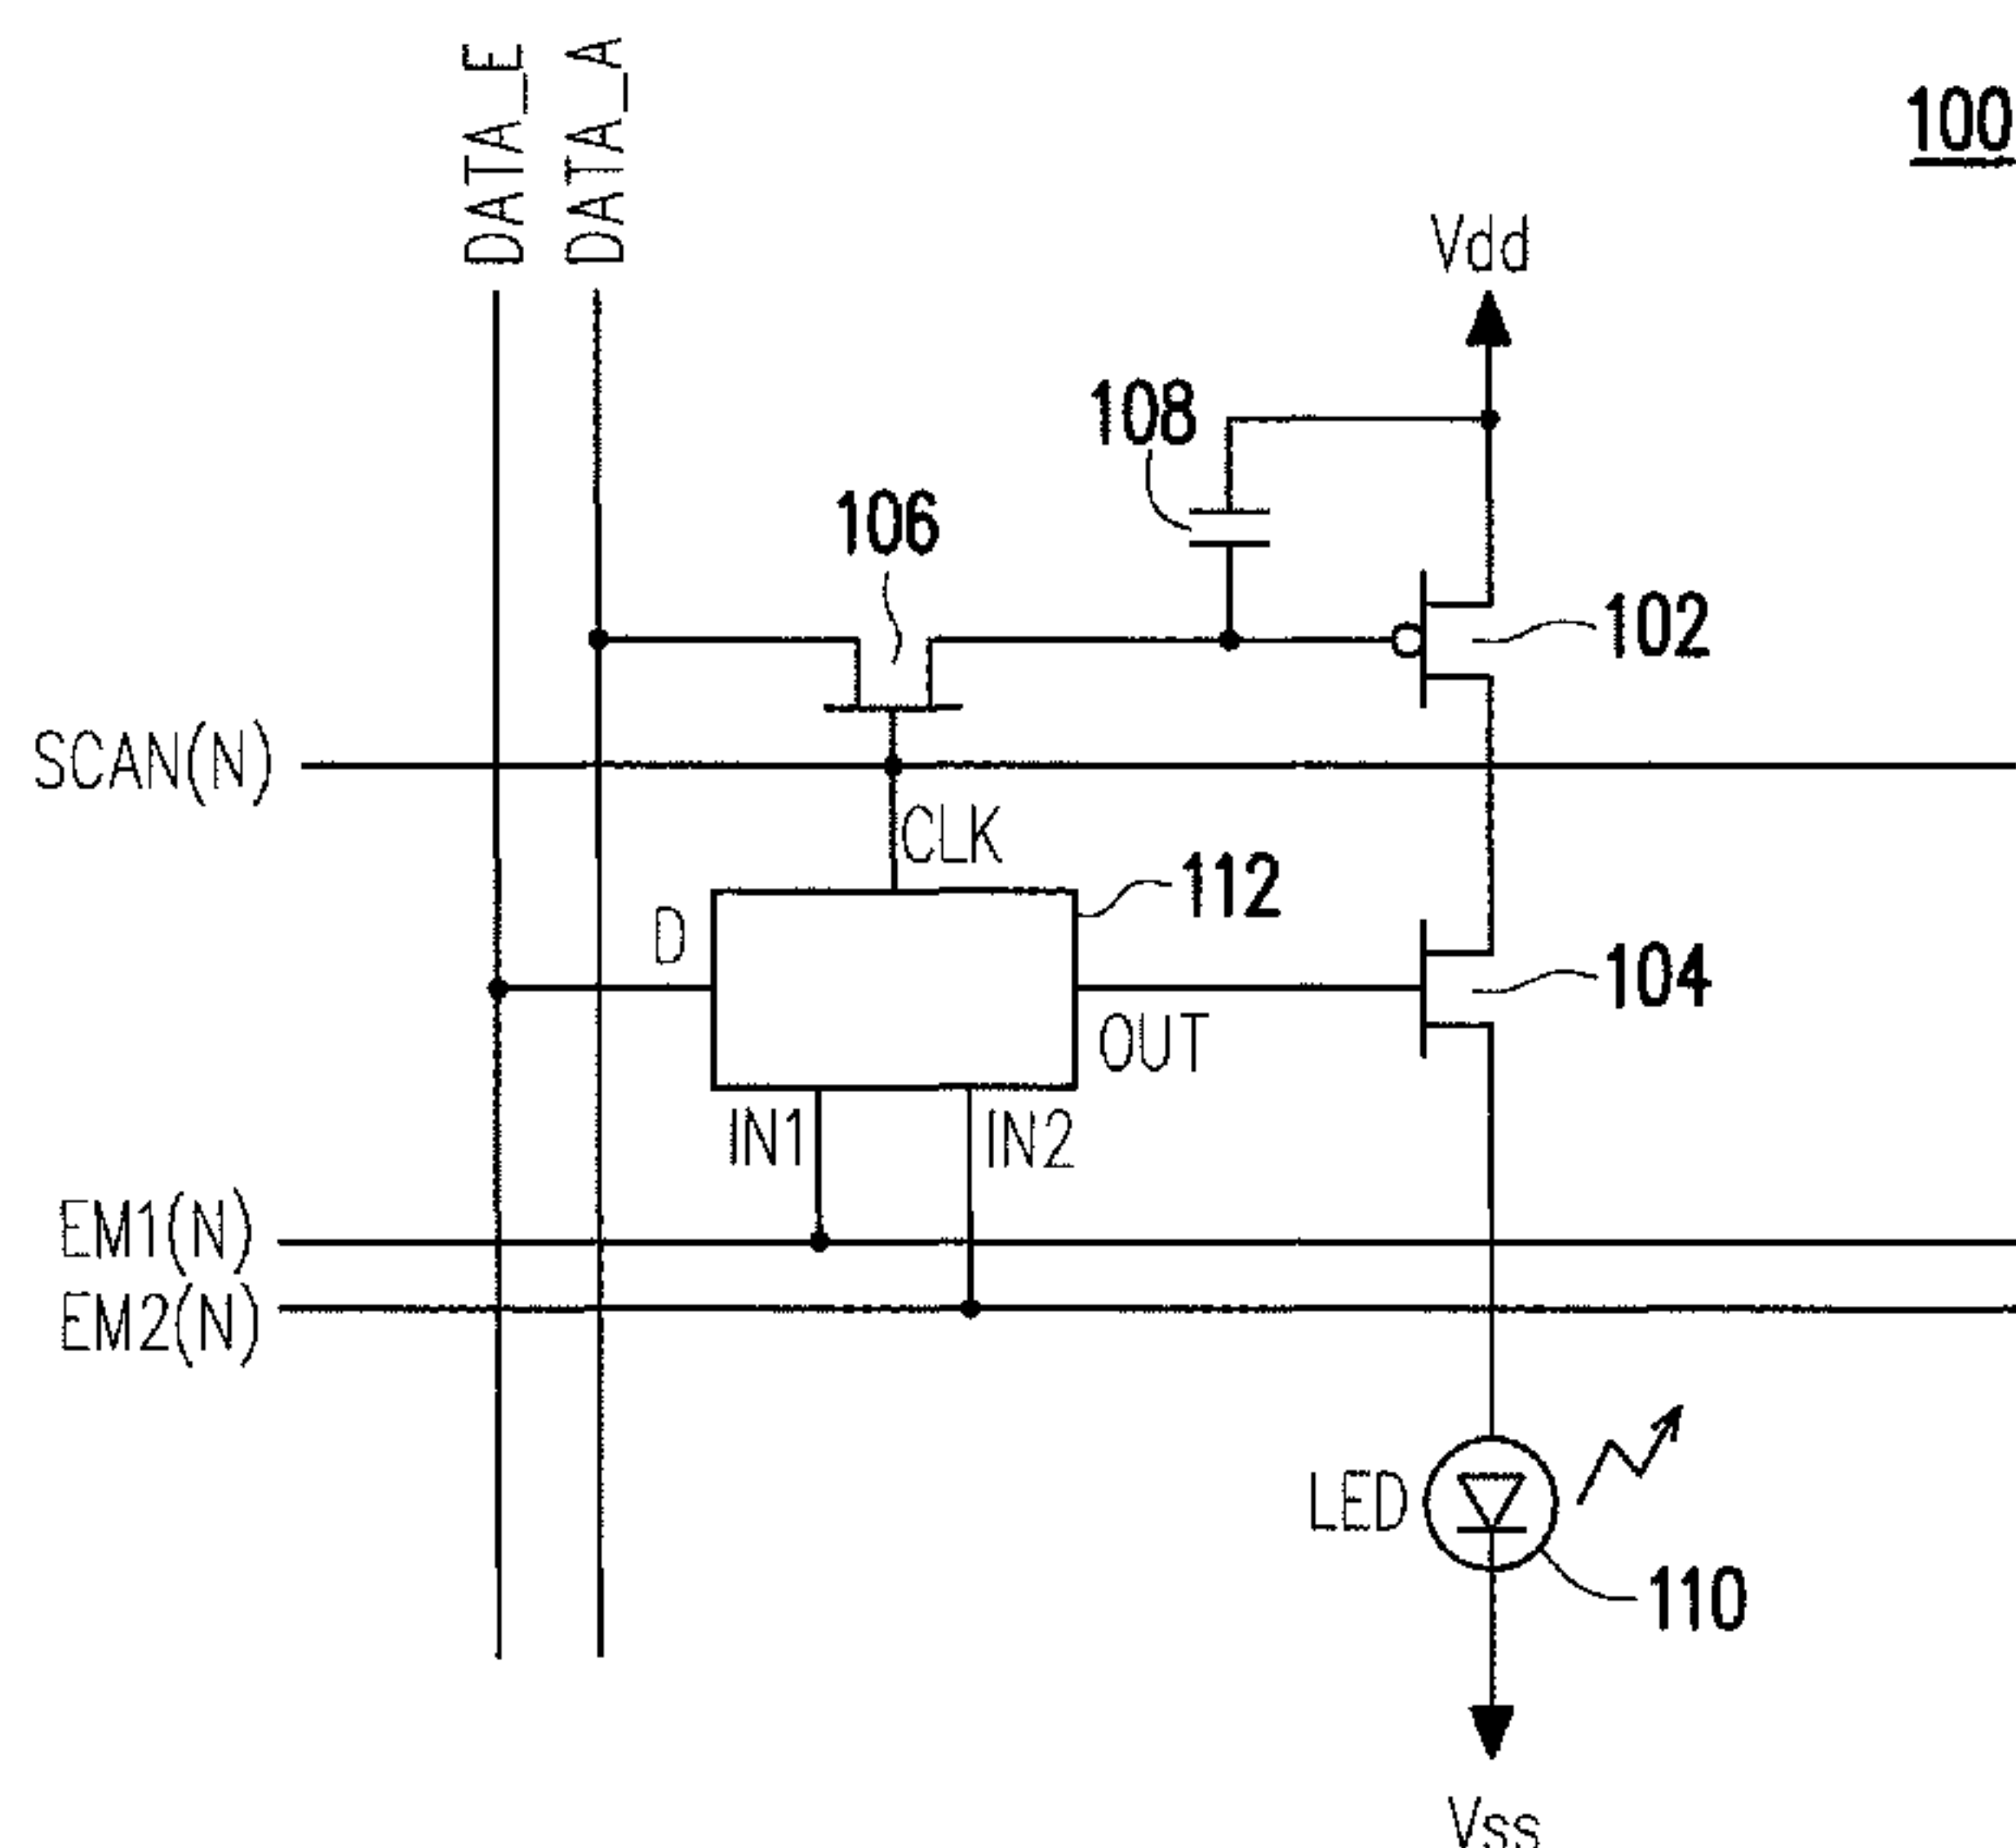 DATA_E
DATA_A
100
Vdd
108
106
102
SCAN(N)
CLK
112
D
104
OUT
IN1
IN2
EM1(N)
EM2(N)
LED
110
Vss